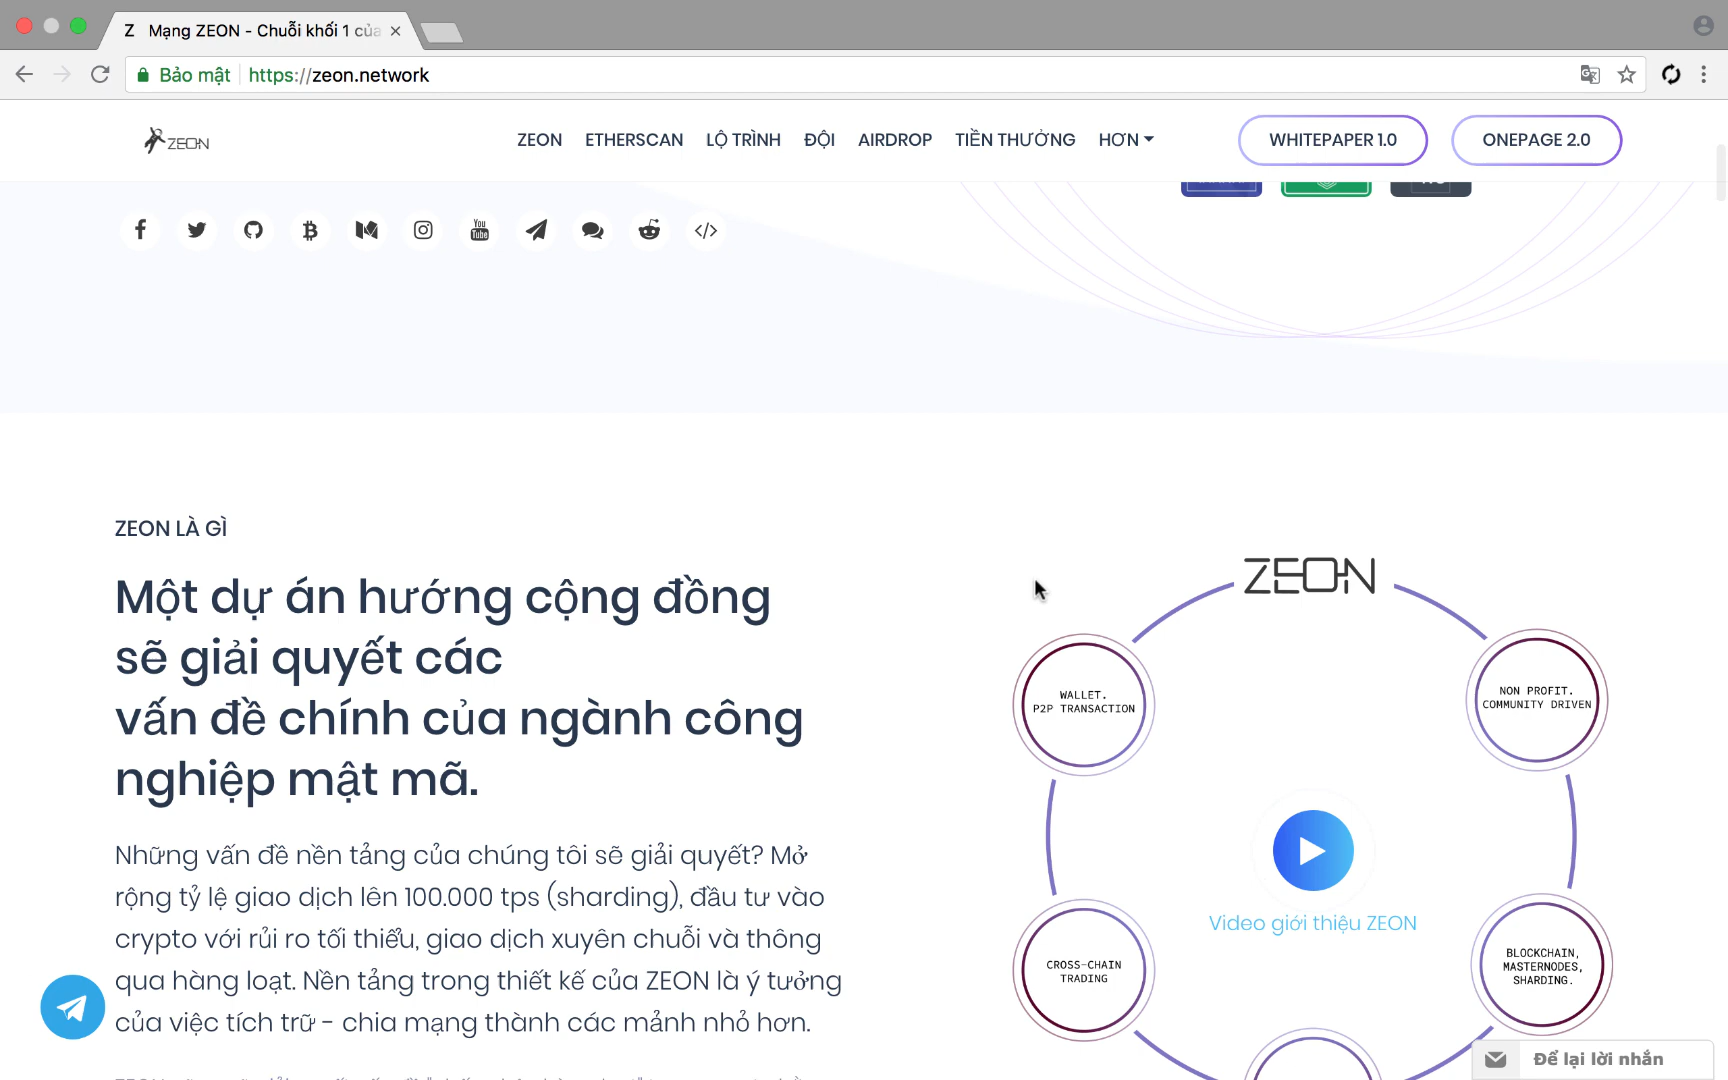 Z Mạng ZEON - Chuỗi khối 1 của
Bảo mật https://zeon.network
ZEON
ZEON ETHERSCAN LỘ TRÌNH ĐỘI AIRDROP TIỀN THƯỞNG HƠN
WHITEPAPER 1.0 ONEPAGE 2.0
You
Tube
ZEON LÀ GÌ
Một dự án hướng cộng đồng
sẽ giải quyết các
vấn đề chính của ngành công
nghiệp mật mã.
Những vấn đề nền tảng của chúng tôi sẽ giải quyết? Mở
rộng tỷ lệ giao dịch lên 100.000 tps (sharding), đầu tư vào
crypto với rủi ro tối thiểu, giao dịch xuyên chuỗi và thông
qua hàng loạt. Nền tảng trong thiết kế của ZEON là ý tưởng
của việc tích trữ - chia mạng thành các mảnh nhỏ hơn.
ZEON
WALLET.
P2P TRANSACTION
NON PROFIT.
COMMUNITY DRIVEN
Video giới thiệu ZEON
CROSS-CHAIN
TRADING
BLOCKCHAIN,
MASTERNODES,
SHARDING.
Để lại lời nhắn